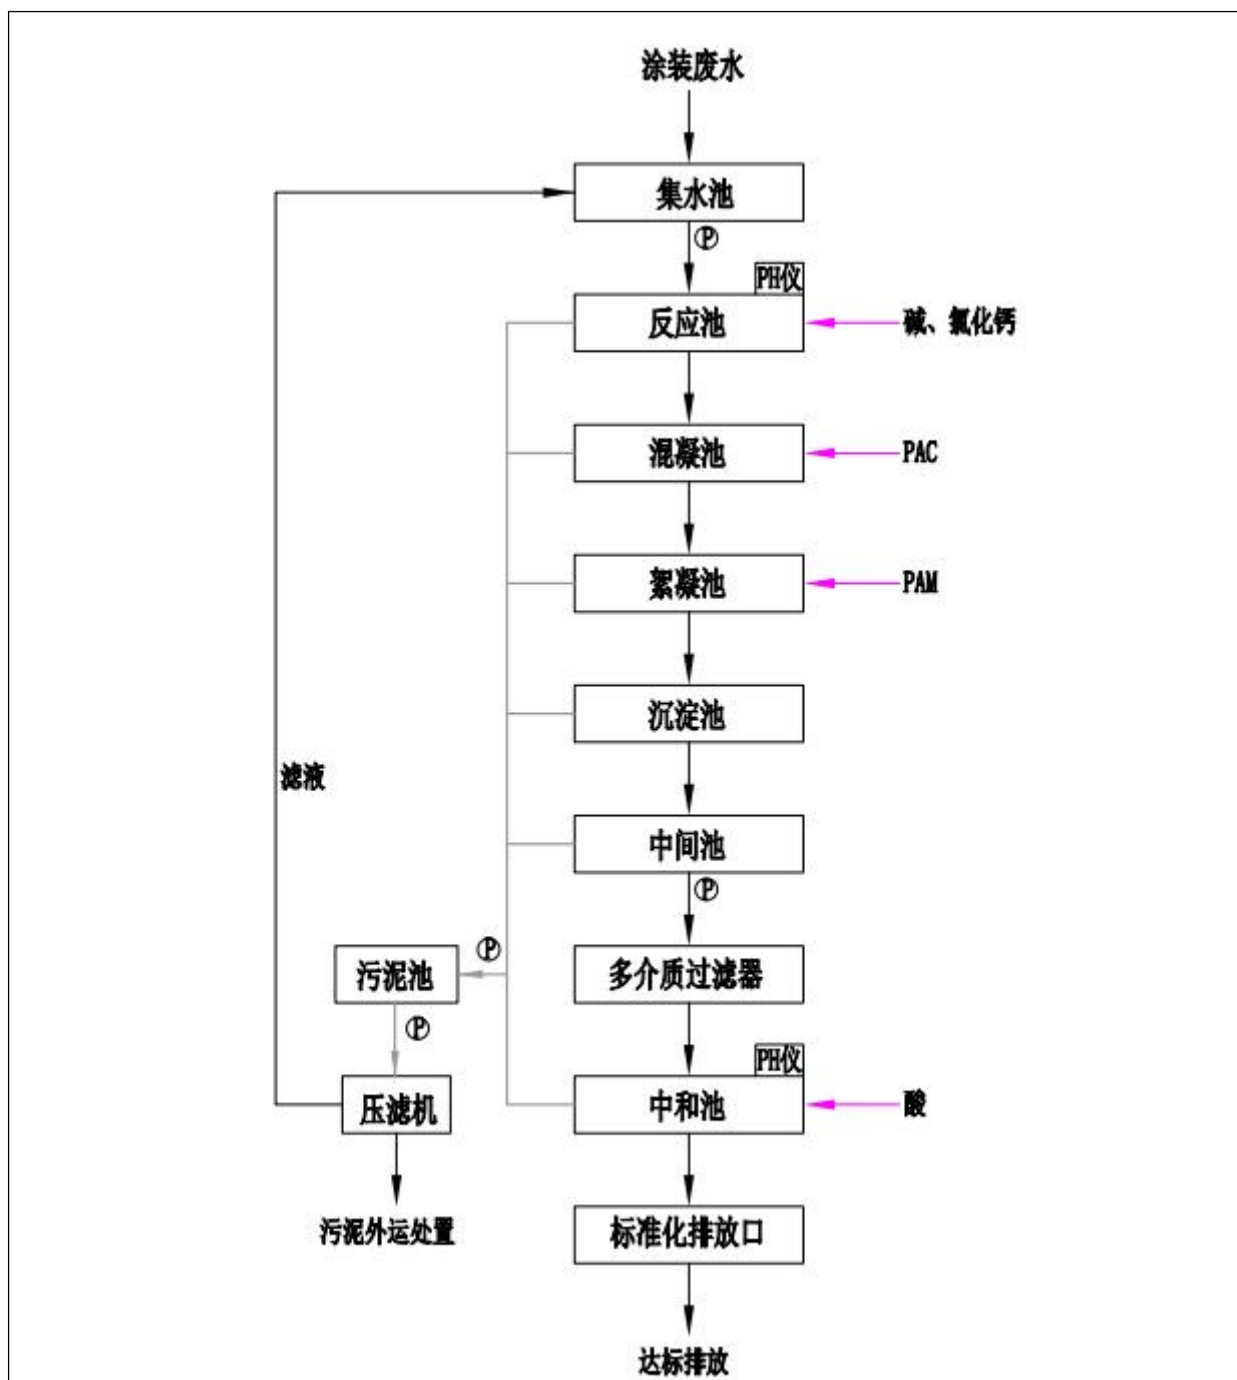 涂装废水
集水池
P
PH仪
反应池
碱、氯化钙
混凝池
PAC
絮凝池
PAM
沉淀池
滤液
中间池
P
P
污泥池
多介质过滤器
P
PH仪
压滤机
中和池
酸
污泥外运处置
标准化排放口
达标排放